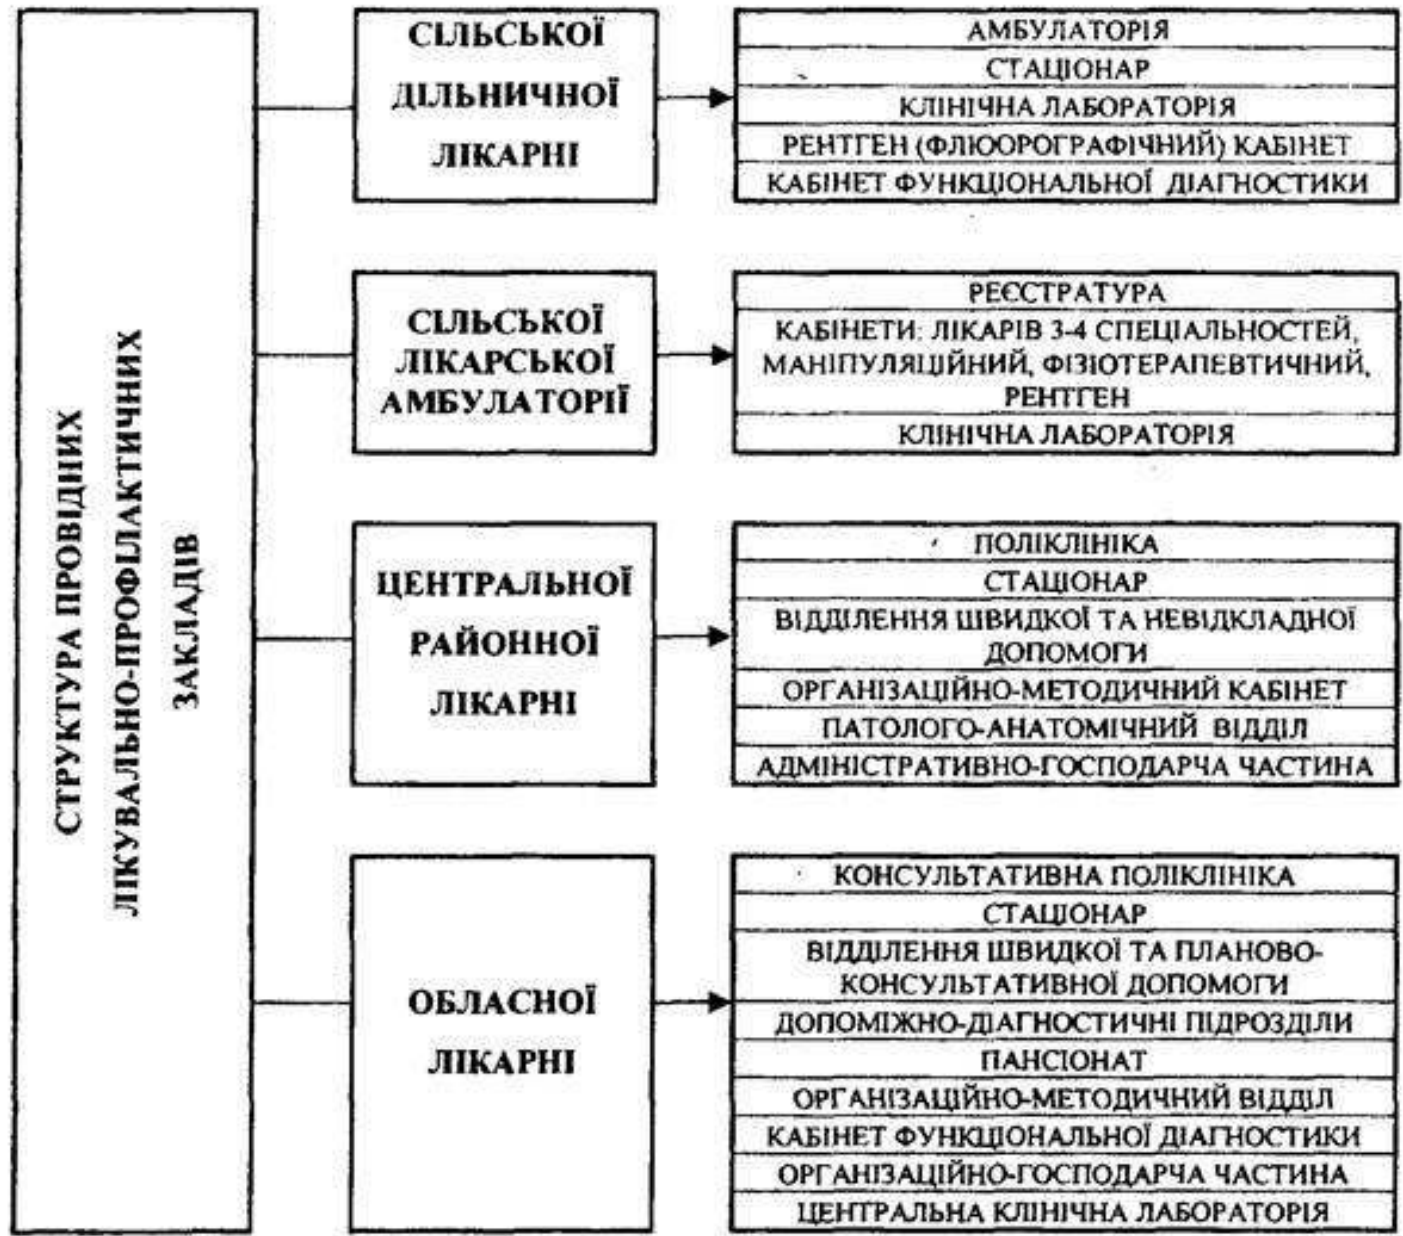 СТРУКТУРА ПРОВІДНИХ
ЛІКУВАЛЬНО-ПРОФІЛАКТИЧНИХ
ЗАКЛАДІВ
СІЛЬСЬКОЇ
ДІЛЬНИЧНОЇ
ЛІКАРНІ
АМБУЛАТОРІЯ
СТАЦІОНАР
КЛІНІЧНА ЛАБОРАТОРІЯ
РЕНТГЕН (ФЛЮОРОГРАФІЧНИЙ) КАБІНЕТ
КАБІНЕТ ФУНКЦІОНАЛЬНОЇ ДІАГНОСТИКИ
СІЛЬСЬКОЇ
ЛІКАРСЬКОЇ
АМБУЛАТОРІЇ
РЕЄСТРАТУРА
КАБІНЕТИ: ЛІКАРІВ 3-4 СПЕЦІАЛЬНОСТЕЙ,
МАНІПУЛЯЦІЙНИЙ, ФІЗІОТЕРАПЕВТИЧНИЙ,
РЕНТГЕН
КЛІНІЧНА ЛАБОРАТОРІЯ
ЦЕНТРАЛЬНОЇ
РАЙОННОЇ
ЛІКАРНІ
ПОЛІКЛІНІКА
СТАЦІОНАР
ВІДДІЛЕННЯ ШВИДКОЇ ТА НЕВІДКЛАДНОЇ
ДОПОМОГИ
ОРГАНІЗАЦІЙНО-МЕТОДИЧНИЙ КАБІНЕТ
ПАТОЛОГО-АНАТОМІЧНИЙ ВІДДІЛ
АДМІНІСТРАТИВНО-ГОСПОДАРЧА ЧАСТИНА
ОБЛАСНОЇ
ЛІКАРНІ
КОНСУЛЬТАТИВНА ПОЛІКЛІНІКА
СТАЦІОНАР
ВІДДІЛЕННЯ ШВИДКОЇ ТА ПЛАНОВО-
КОНСУЛЬТАТИВНОЇ ДОПОМОГИ
ДОПОМІЖНО-ДІАГНОСТИЧНІ ПІДРОЗДІЛИ
ПАНСІОНАТ
ОРГАНІЗАЦІЙНО-МЕТОДИЧНИЙ ВІДДІЛ
КАБІНЕТ ФУНКЦІОНАЛЬНОЇ ДІАГНОСТИКИ
ОРГАНІЗАЦІЙНО-ГОСПОДАРЧА ЧАСТИНА
ЦЕНТРАЛЬНА КЛІНІЧНА ЛАБОРАТОРІЯ